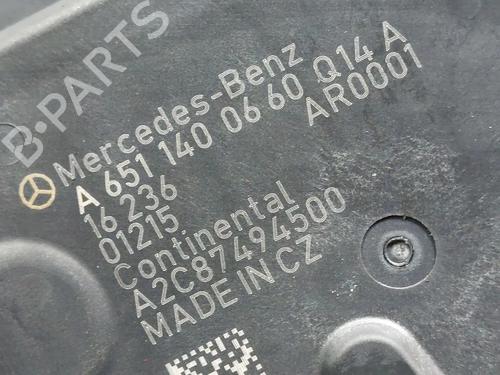 B-PARTS
Mercedes-Benz
A 651 140 06 60 Q14 A
16 236 AR0001
01215
Continental
A2C87494500
MADE IN CZ